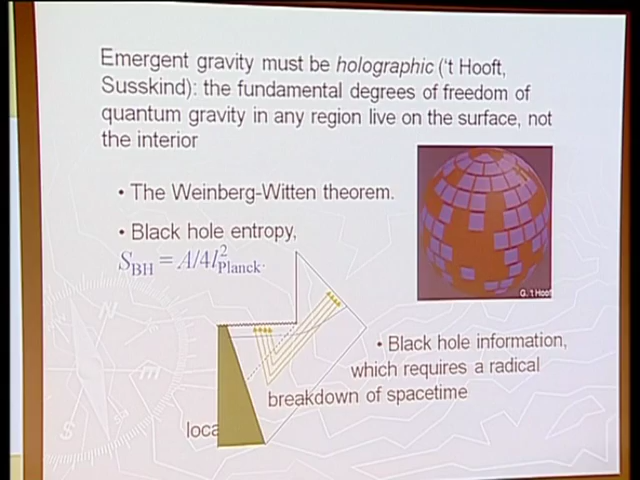 Emergent gravity must be holographic ('t Hooft,
Susskind): the fundamental degrees of freedom of
quantum gravity in any region live on the surface, not
the interior
• The Weinberg-Witten theorem.
• Black hole entropy,
S_BH = A/4l²_Planck.
G. 't Hooft
• Black hole information,
which requires a radical
breakdown of spacetime
loca
N
S